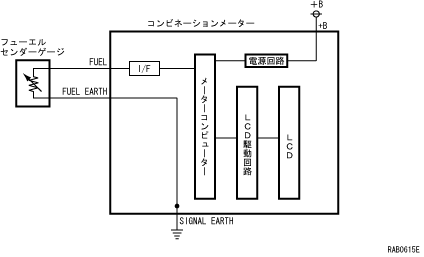 ＋B
コンビネーションメーター
+B
フューエル
センダーゲージ
FUEL
I/F
電源回路
メーターコンピューター
LCD駆動回路
LCD
FUEL EARTH
SIGNAL EARTH
RAB0615E